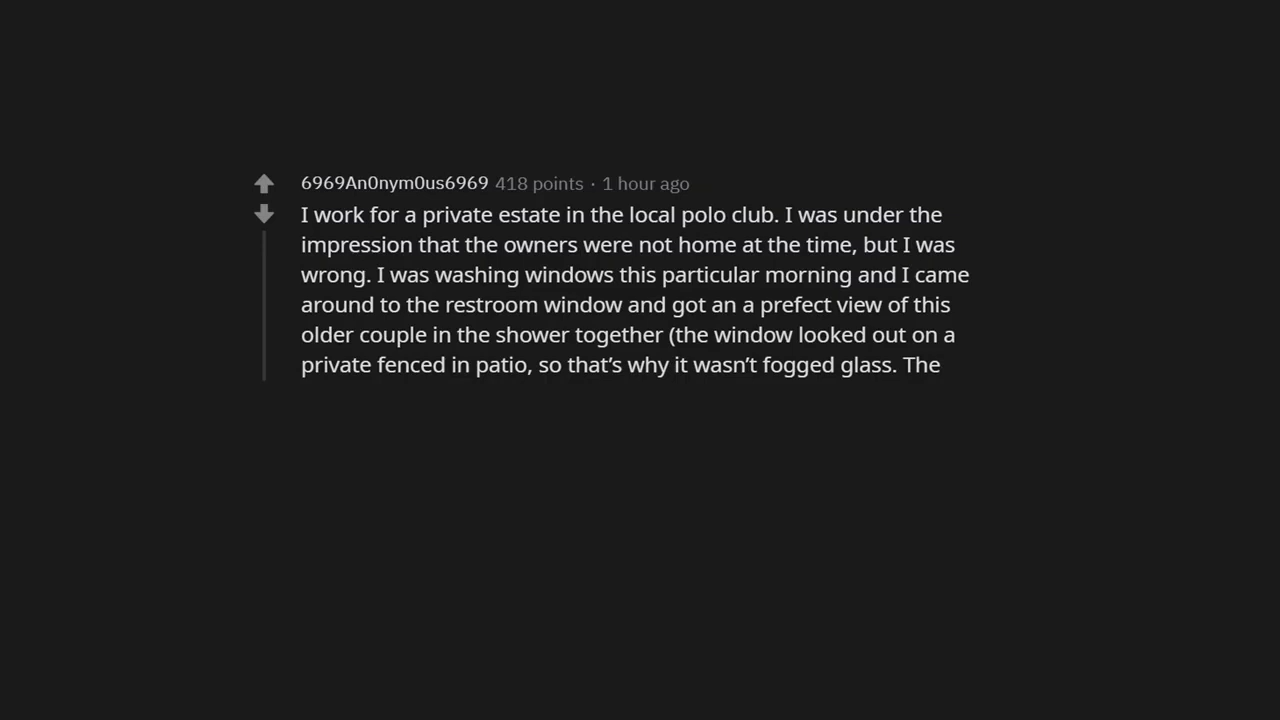 6969An0nym0us6969 418 points · 1 hour ago
I work for a private estate in the local polo club. I was under the
impression that the owners were not home at the time, but I was
wrong. I was washing windows this particular morning and I came
around to the restroom window and got an a prefect view of this
older couple in the shower together (the window looked out on a
private fenced in patio, so that’s why it wasn’t fogged glass. The